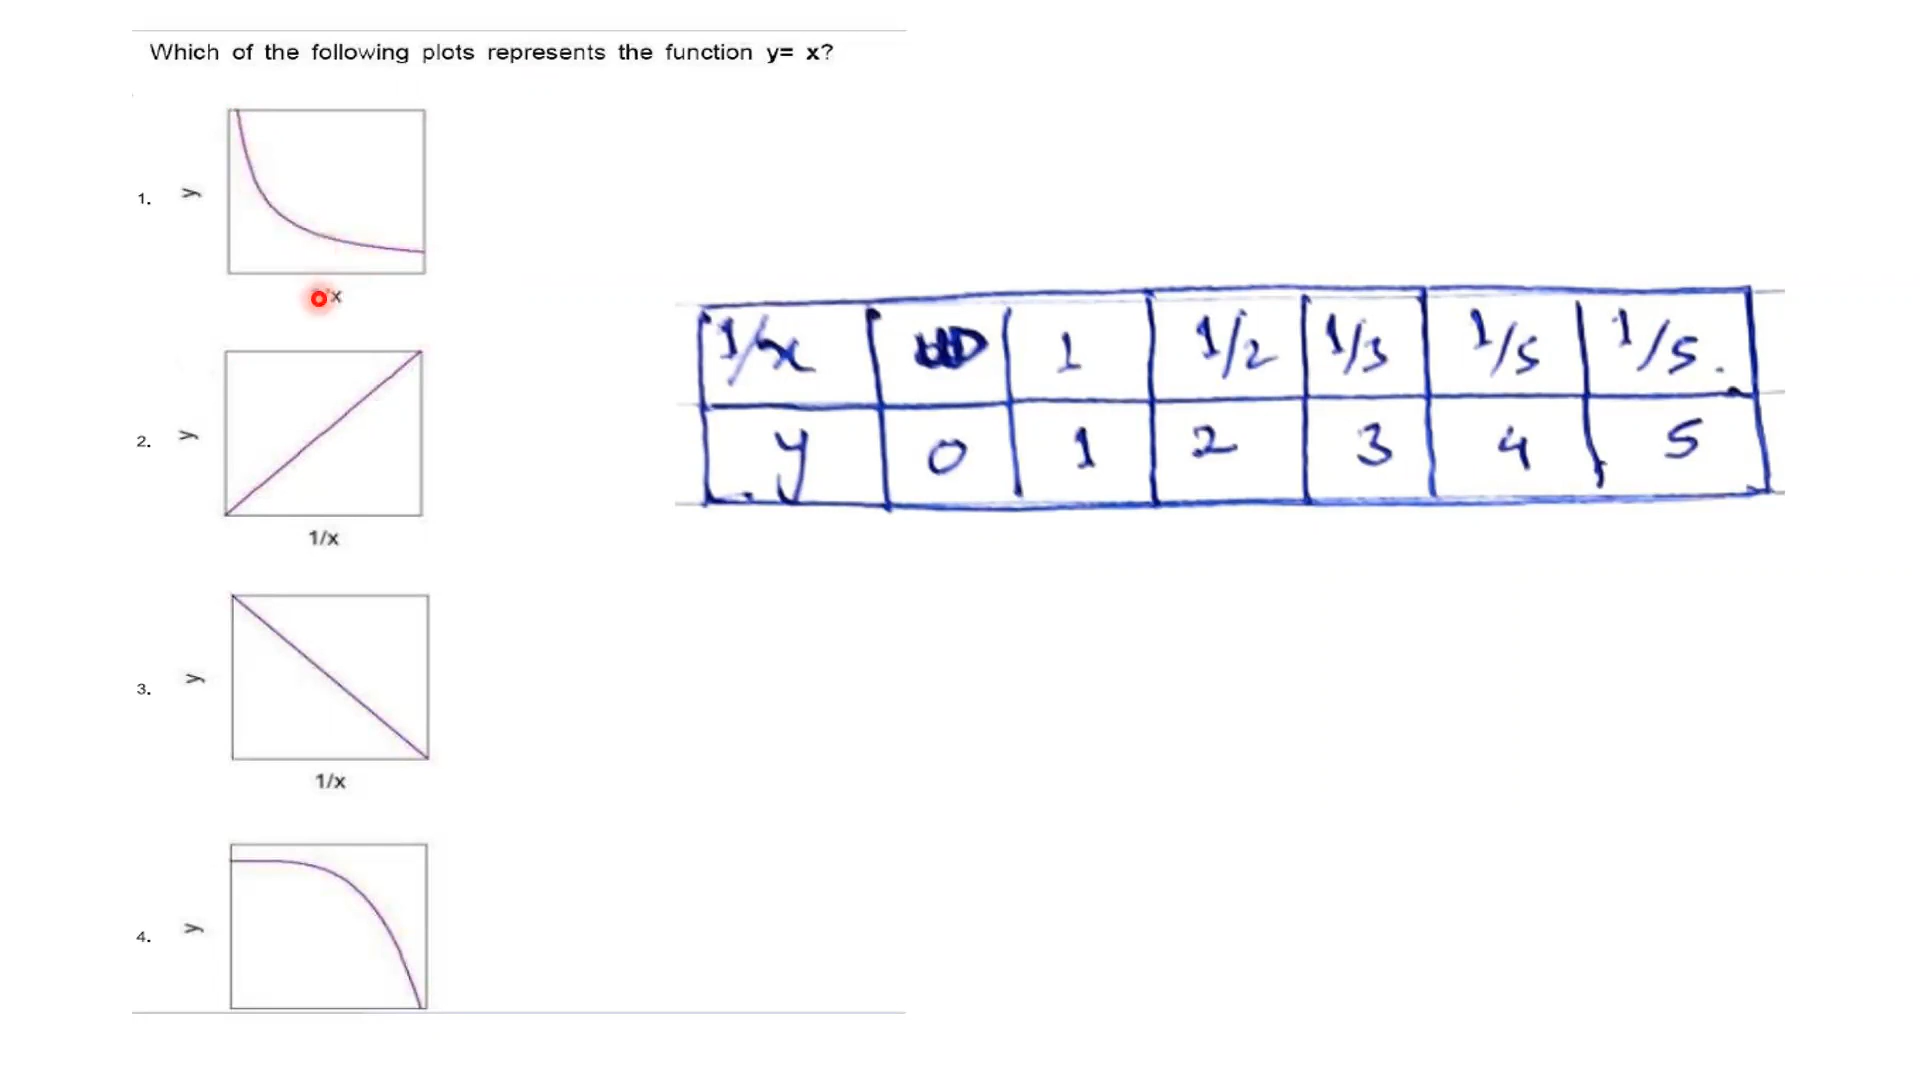 Which of the following plots represents the function y= x?
1.
y
x
2.
y
1/x
3.
y
1/x
4.
y
1/x 1 1/2 1/3 1/5 1/5.
y 0 1 2 3 4 5